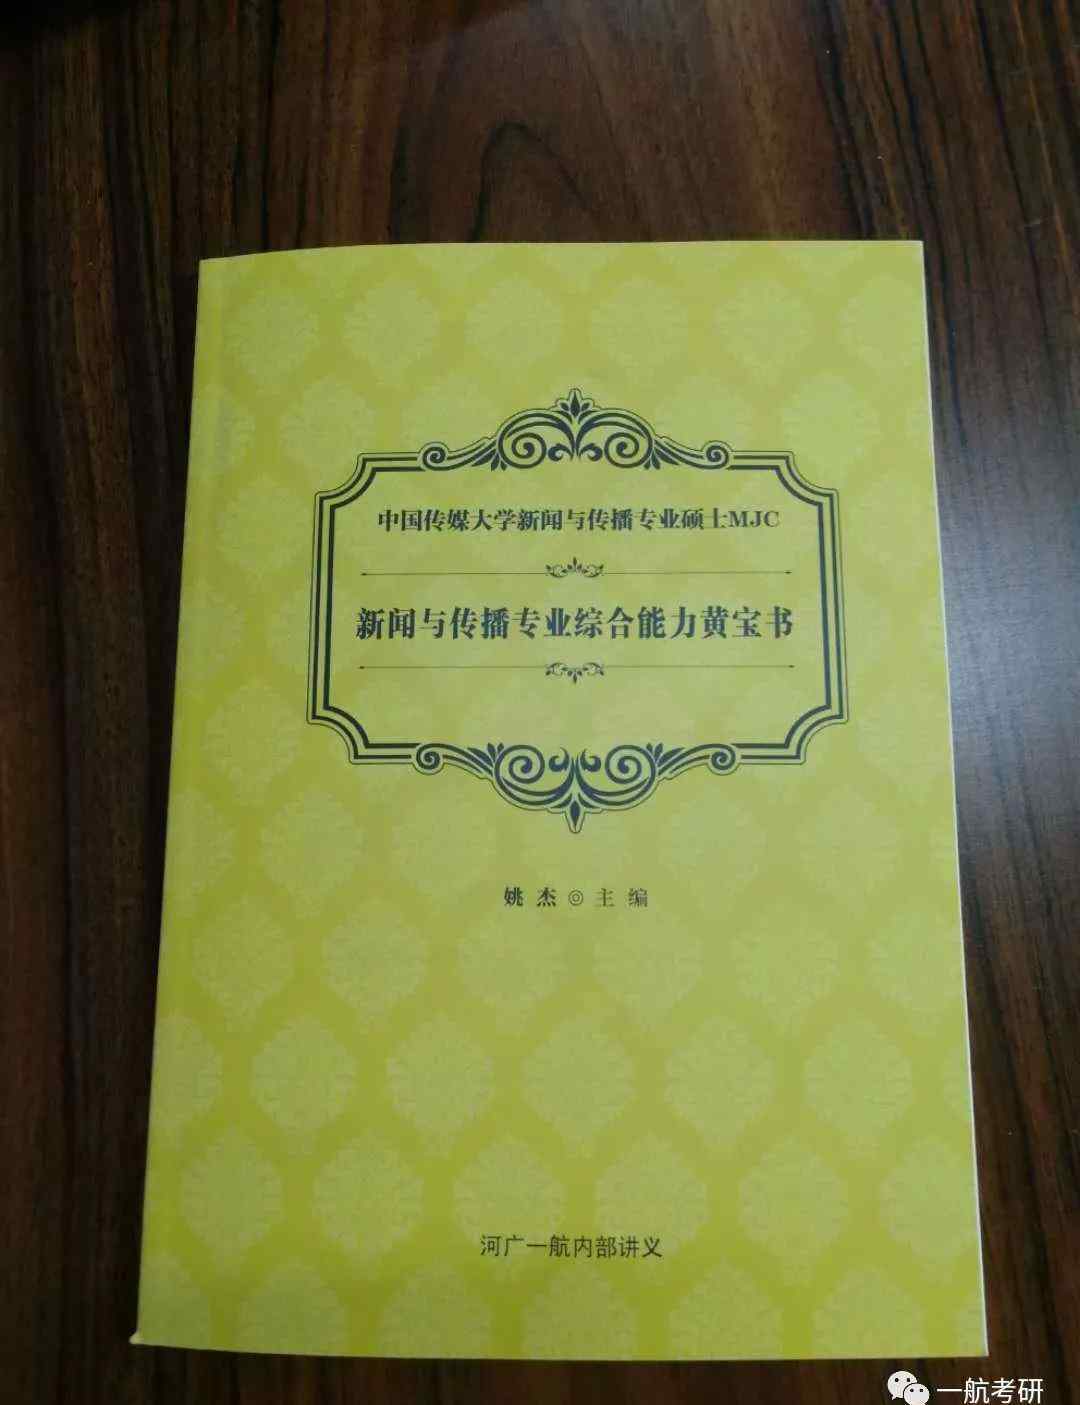 中国传媒大学新闻与传播专业硕士MJC
新闻与传播专业综合能力黄宝书
姚杰◎主编
河广一航内部讲义
一航考研